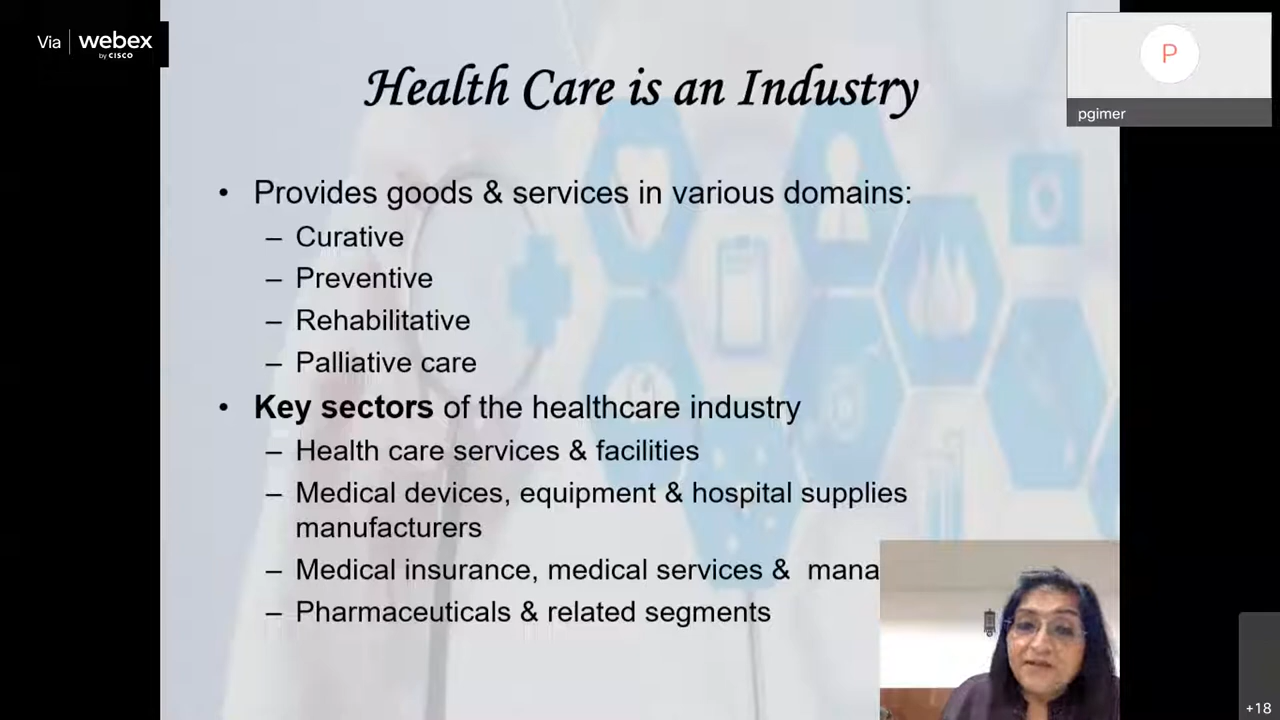 Via webex
by CISCO
P
pgimer
Health Care is an Industry
• Provides goods & services in various domains:
– Curative
– Preventive
– Rehabilitative
– Palliative care
• Key sectors of the healthcare industry
– Health care services & facilities
– Medical devices, equipment & hospital supplies
manufacturers
– Medical insurance, medical services & mana
– Pharmaceuticals & related segments
+18